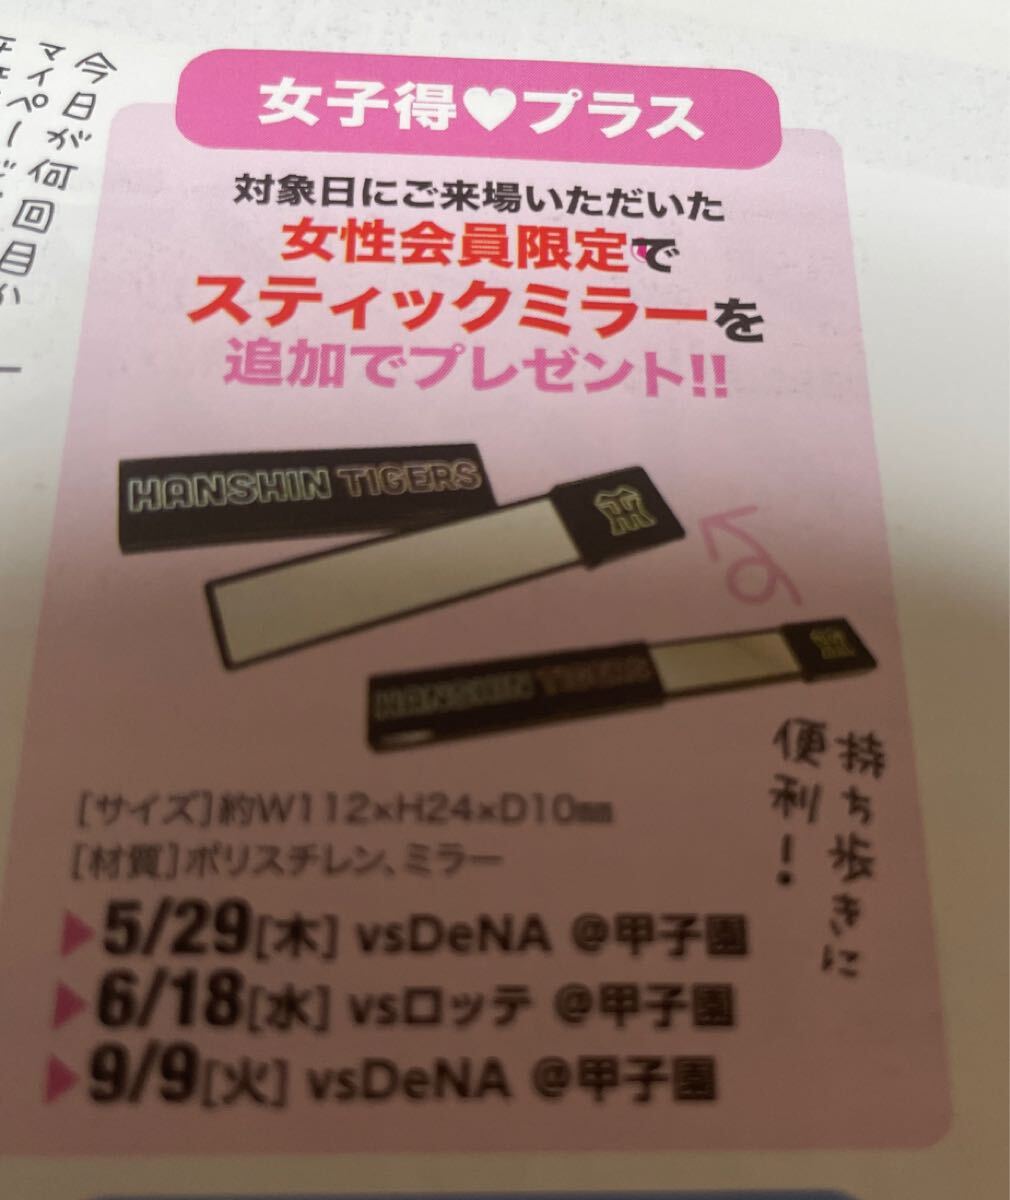 女子得♥プラス
対象日にご来場いただいた
女性会員限定で
スティックミラーを
追加でプレゼント!!
HANSHIN TIGERS
HANSHIN TIGERS
持ち歩きに
便利!
[サイズ]約W112×H24×D10㎜
[材質]ポリスチレン、ミラー
▶5/29[木] vsDeNA @甲子園
▶6/18[水] vsロッテ @甲子園
▶9/9[火] vsDeNA @甲子園
今日が何回目か
マイペー